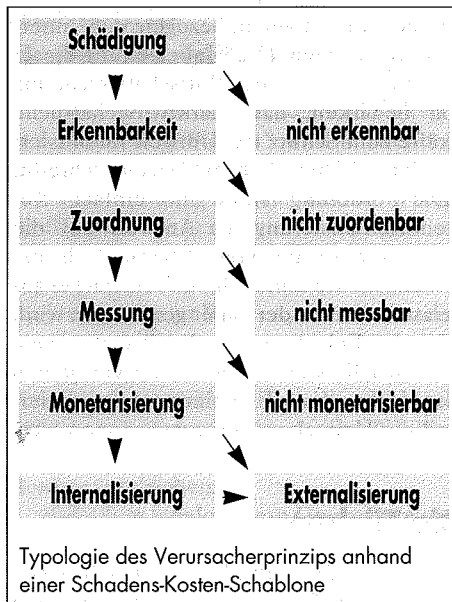 Schädigung
Erkennbarkeit nicht erkennbar
Zuordnung nicht zuordenbar
Messung nicht messbar
Monetarisierung nicht monetarisierbar
Internalisierung Externalisierung
Typologie des Verursacherprinzips anhand
einer Schadens-Kosten-Schablone